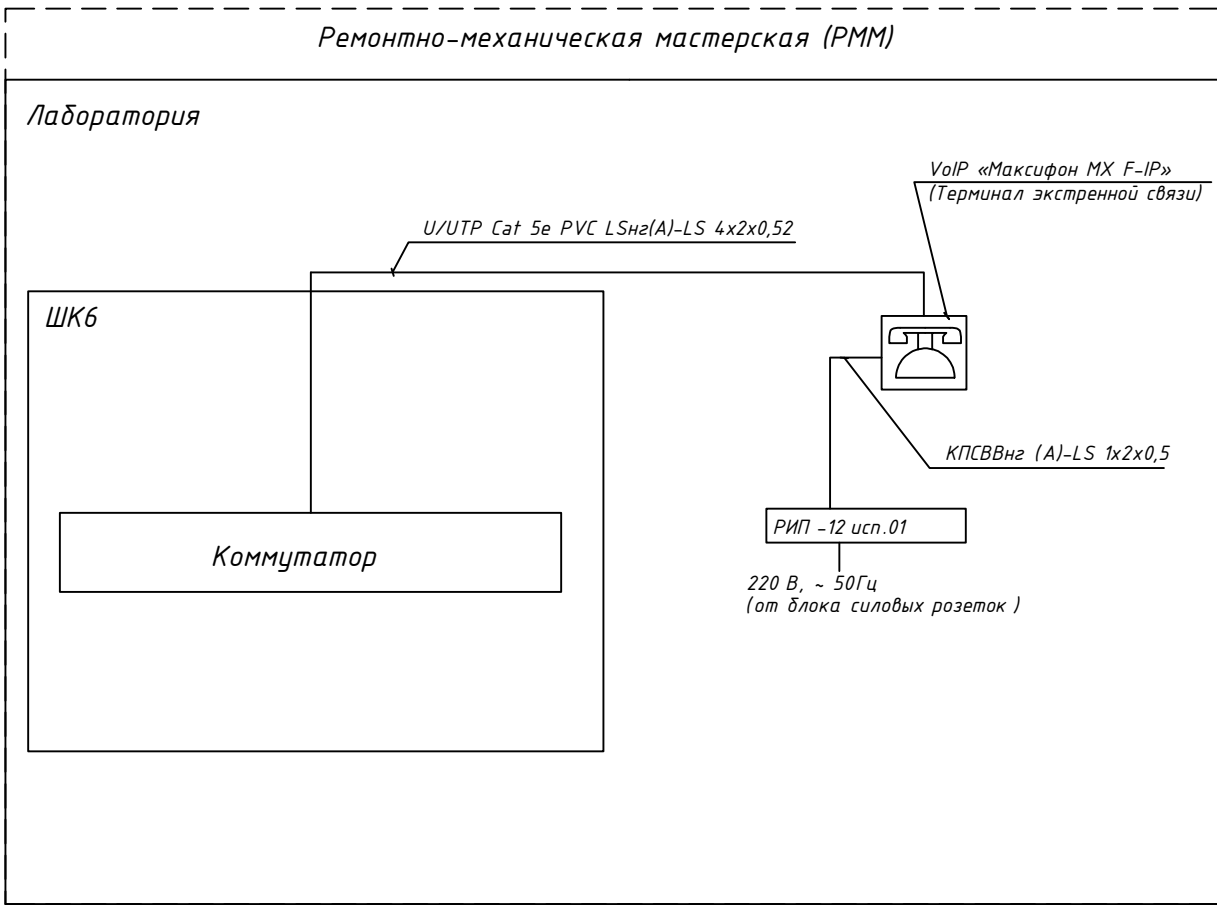 Ремонтно-механическая мастерская (РММ)
Лаборатория
VoIP «Максифон МХ F-IP»
(Терминал экстренной связи)
U/UTP Cat 5e PVC LSнг(А)-LS 4х2х0,52
ШК6
КПСВВнг (А)-LS 1х2х0,5
РИП -12 исп.01
Коммутатор
220 В, ~ 50Гц
(от блока силовых розеток )